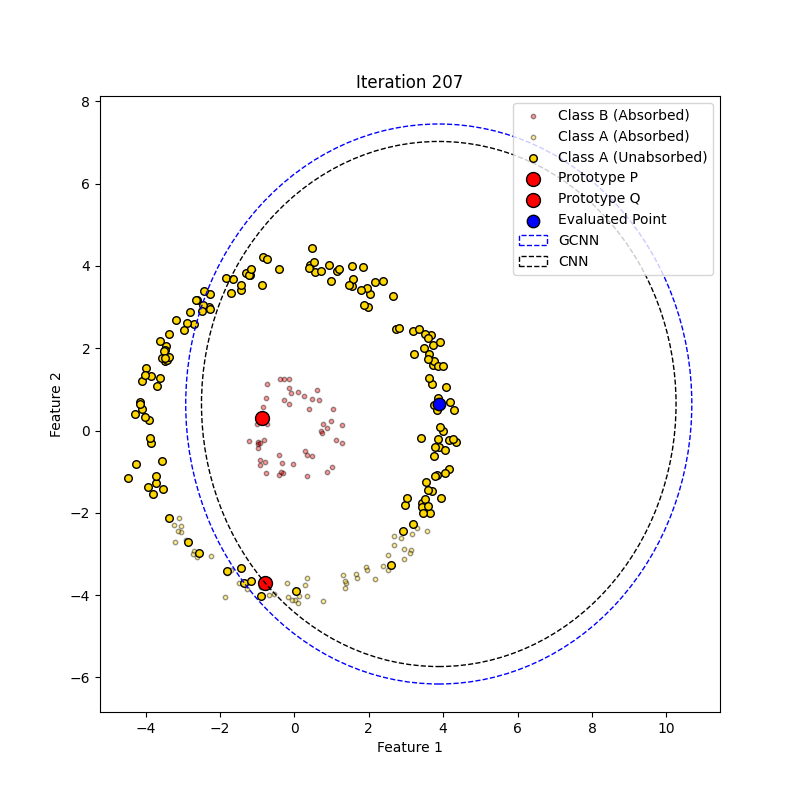 Iteration 207
8
6
4
2
0
−2
−4
−6
Feature 2
Class B (Absorbed)
Class A (Absorbed)
Class A (Unabsorbed)
Prototype P
Prototype Q
Evaluated Point
GCNN
CNN
−4 −2 0 2 4 6 8 10
Feature 1